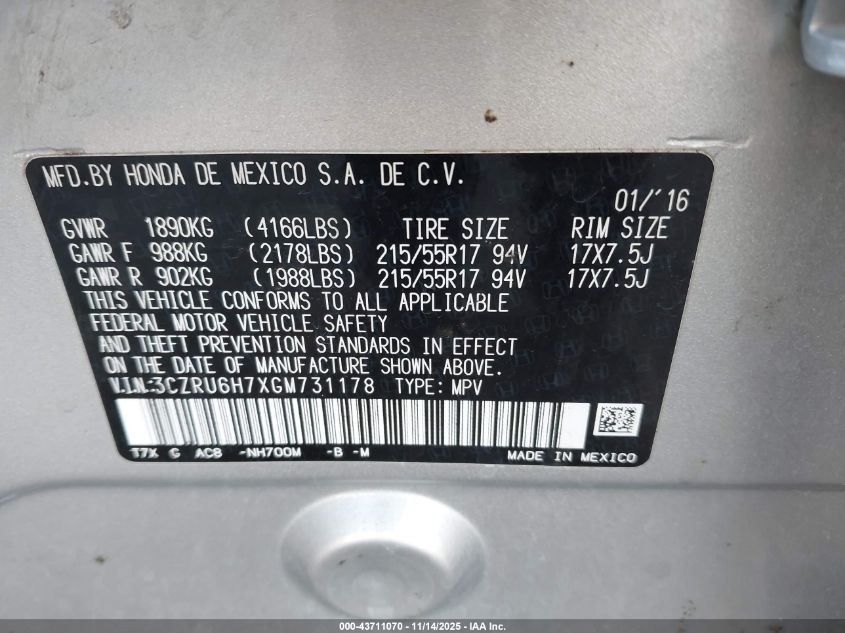 MFD.BY HONDA DE MEXICO S.A. DE C.V.
01/'16
GVWR 1890KG (4166LBS) TIRE SIZE RIM SIZE
GAWR F 988KG (2178LBS) 215/55R17 94V 17X7.5J
GAWR R 902KG (1988LBS) 215/55R17 94V 17X7.5J
THIS VEHICLE CONFORMS TO ALL APPLICABLE
FEDERAL MOTOR VEHICLE SAFETY
AND THEFT PREVENTION STANDARDS IN EFFECT
ON THE DATE OF MANUFACTURE SHOWN ABOVE.
V.I.N.:3CZRU6H7XGM731178 TYPE: MPV
T7X G AC8 -NH700M -B -M MADE IN MEXICO
000-43711070 - 11/14/2025 - IAA Inc.